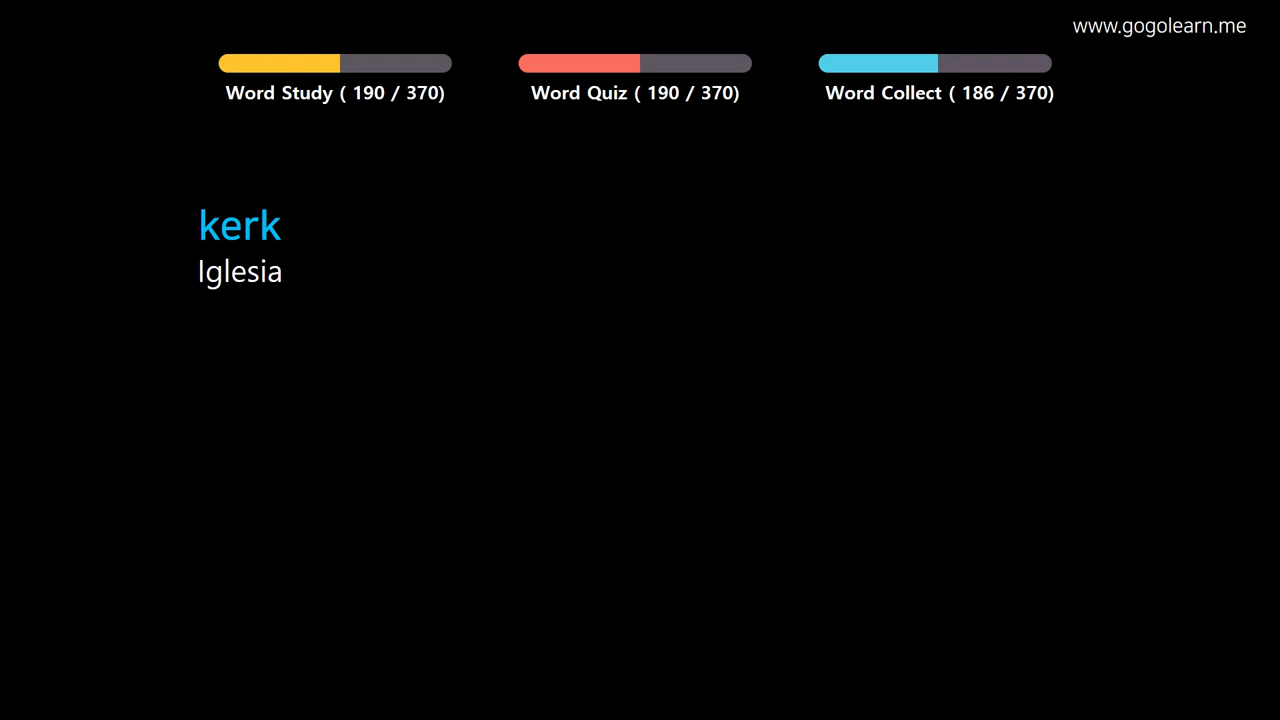 www.gogolearn.me
Word Study ( 190 / 370)
Word Quiz ( 190 / 370)
Word Collect ( 186 / 370)
kerk
Iglesia